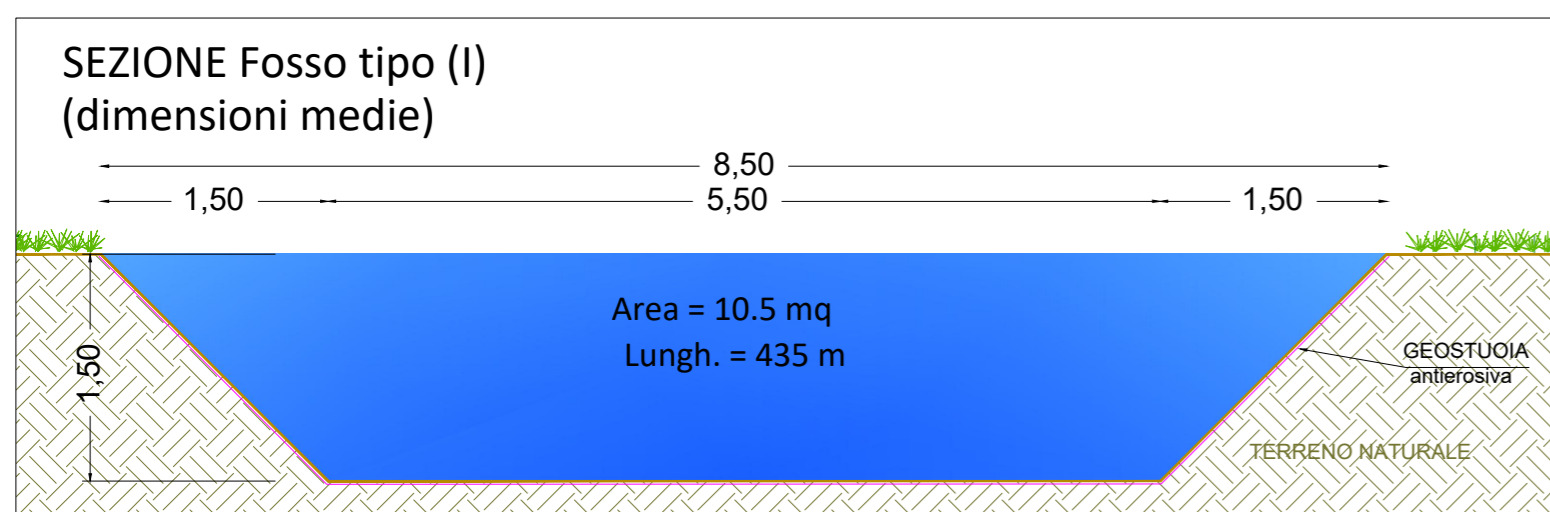 SEZIONE Fosso tipo (I)
(dimensioni medie)
8,50
1,50
5,50
1,50
1,50
Area = 10.5 mq
Lungh. = 435 m
GEOSTUOIA
antierosiva
TERRENO NATURALE